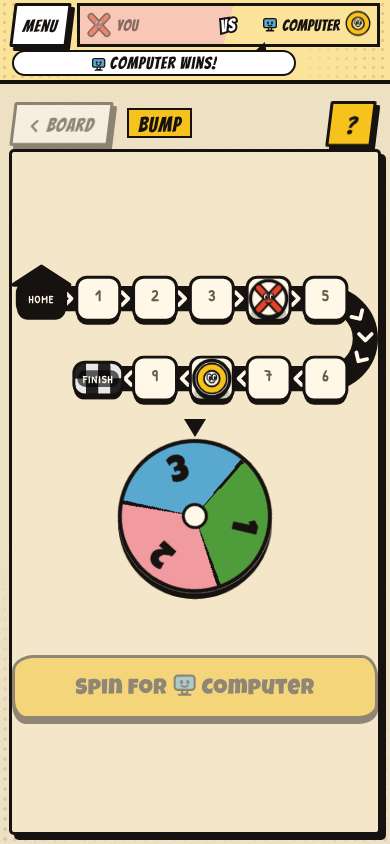 MENU
YOU
VS
COMPUTER
COMPUTER WINS!
< BOARD
BUMP
?
HOME
1
2
3
5
FINISH
9
7
6
3
1
2
SPIN FOR COMPUTER